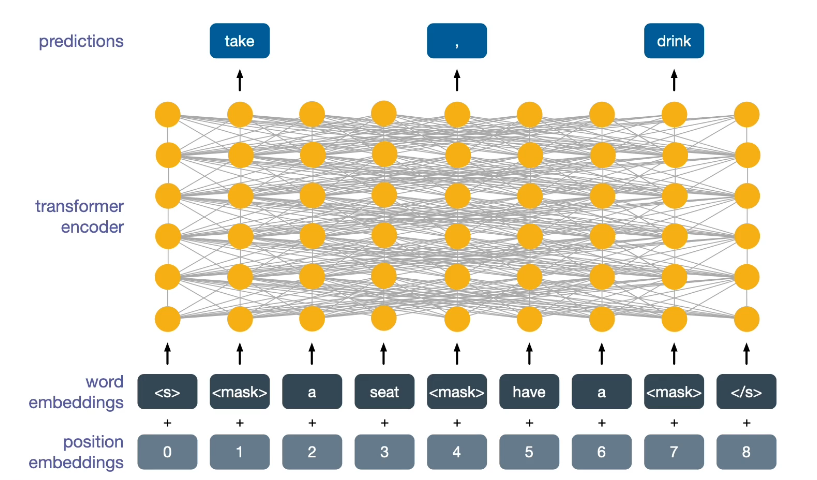 predictions
take , drink
transformer
encoder
word
embeddings
<s> <mask> a seat <mask> have a <mask> </s>
+ + + + + + + + +
position
embeddings
0 1 2 3 4 5 6 7 8